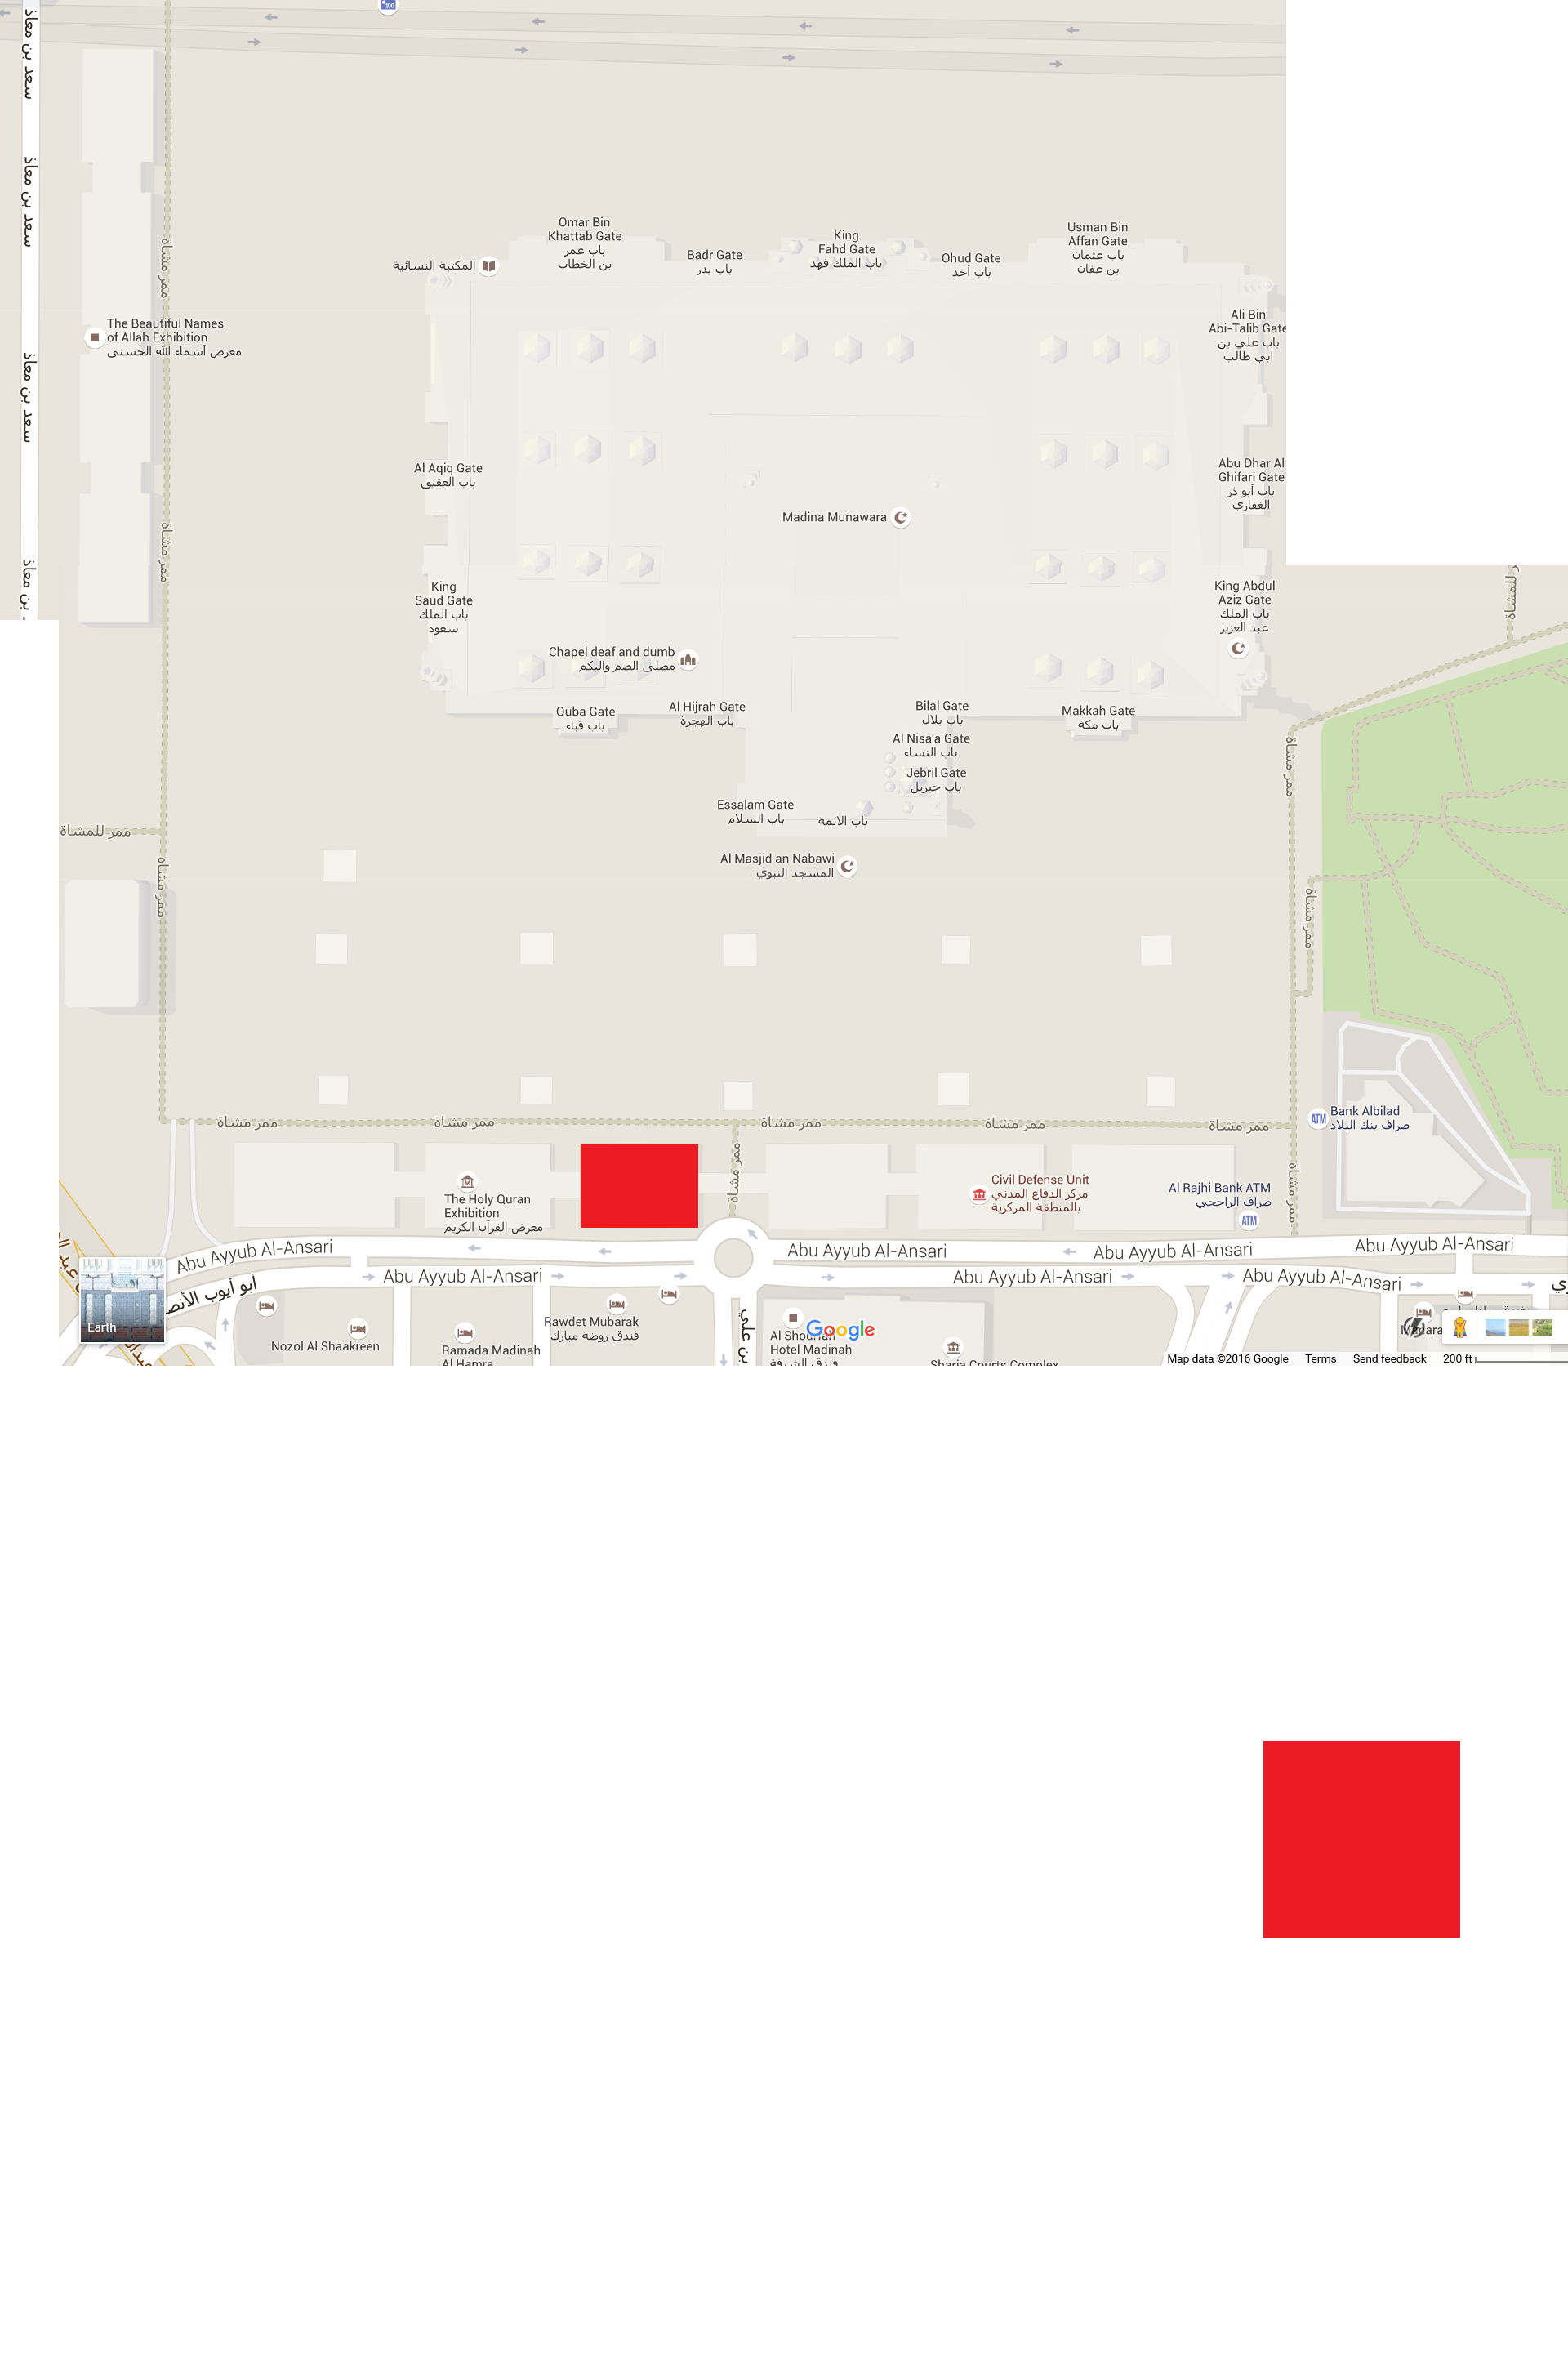 سعد بن معاذ
سعد بن معاذ
سعد بن معاذ
بن معاذ
100
ممر مشاة
ممر مشاة
ممر مشاة
Omar Bin
Khattab Gate
باب عمر
بن الخطاب
المكتبة النسائية
Badr Gate
باب بدر
King
Fahd Gate
باب الملك فهد
Ohud Gate
باب أحد
Usman Bin
Affan Gate
باب عثمان
بن عفان
The Beautiful Names
of Allah Exhibition
معرض أسماء الله الحسنى
Ali Bin
Abi-Talib Gate
باب علي بن
أبي طالب
Al Aqiq Gate
باب العقيق
Abu Dhar Al
Ghifari Gate
باب أبو ذر
الغفاري
Madina Munawara
King
Saud Gate
باب الملك
سعود
King Abdul
Aziz Gate
باب الملك
عبد العزيز
ر للمشاة
Chapel deaf and dumb
مصلى الصم والبكم
Quba Gate
باب قباء
Al Hijrah Gate
باب الهجرة
Bilal Gate
باب بلال
Makkah Gate
باب مكة
Al Nisa'a Gate
باب النساء
Jebril Gate
باب جبريل
Essalam Gate
باب السلام
باب الائمة
ممر للمشاة
Al Masjid an Nabawi
المسجد النبوي
ممر مشاة
ممر مشاة
ممر مشاة
ممر مشاة
ممر مشاة
ممر مشاة
ممر مشاة
ممر مشاة
ممر مشاة
ATM
Bank Albilad
صراف بنك البلاد
The Holy Quran
Exhibition
معرض القرآن الكريم
Civil Defense Unit
مركز الدفاع المدني
بالمنطقة المركزية
Al Rajhi Bank ATM
صراف الراجحي
ATM
Abu Ayyub Al-Ansari
Abu Ayyub Al-Ansari
Abu Ayyub Al-Ansari
Abu Ayyub Al-Ansari
Abu Ayyub Al-Ansari
Abu Ayyub Al-Ansari
Abu Ayyub Al-Ansari
أبو أيوب الأنص
ري
Earth
Nozol Al Shaakreen
Ramada Madinah
Al Hamra
Rawdet Mubarak
فندق روضة مبارك
بن علي
Al Shourfah
Hotel Madinah
فندق الشرفة
Google
Sharia Courts Complex
Map data ©2016 Google
Terms
Send feedback
200 ft